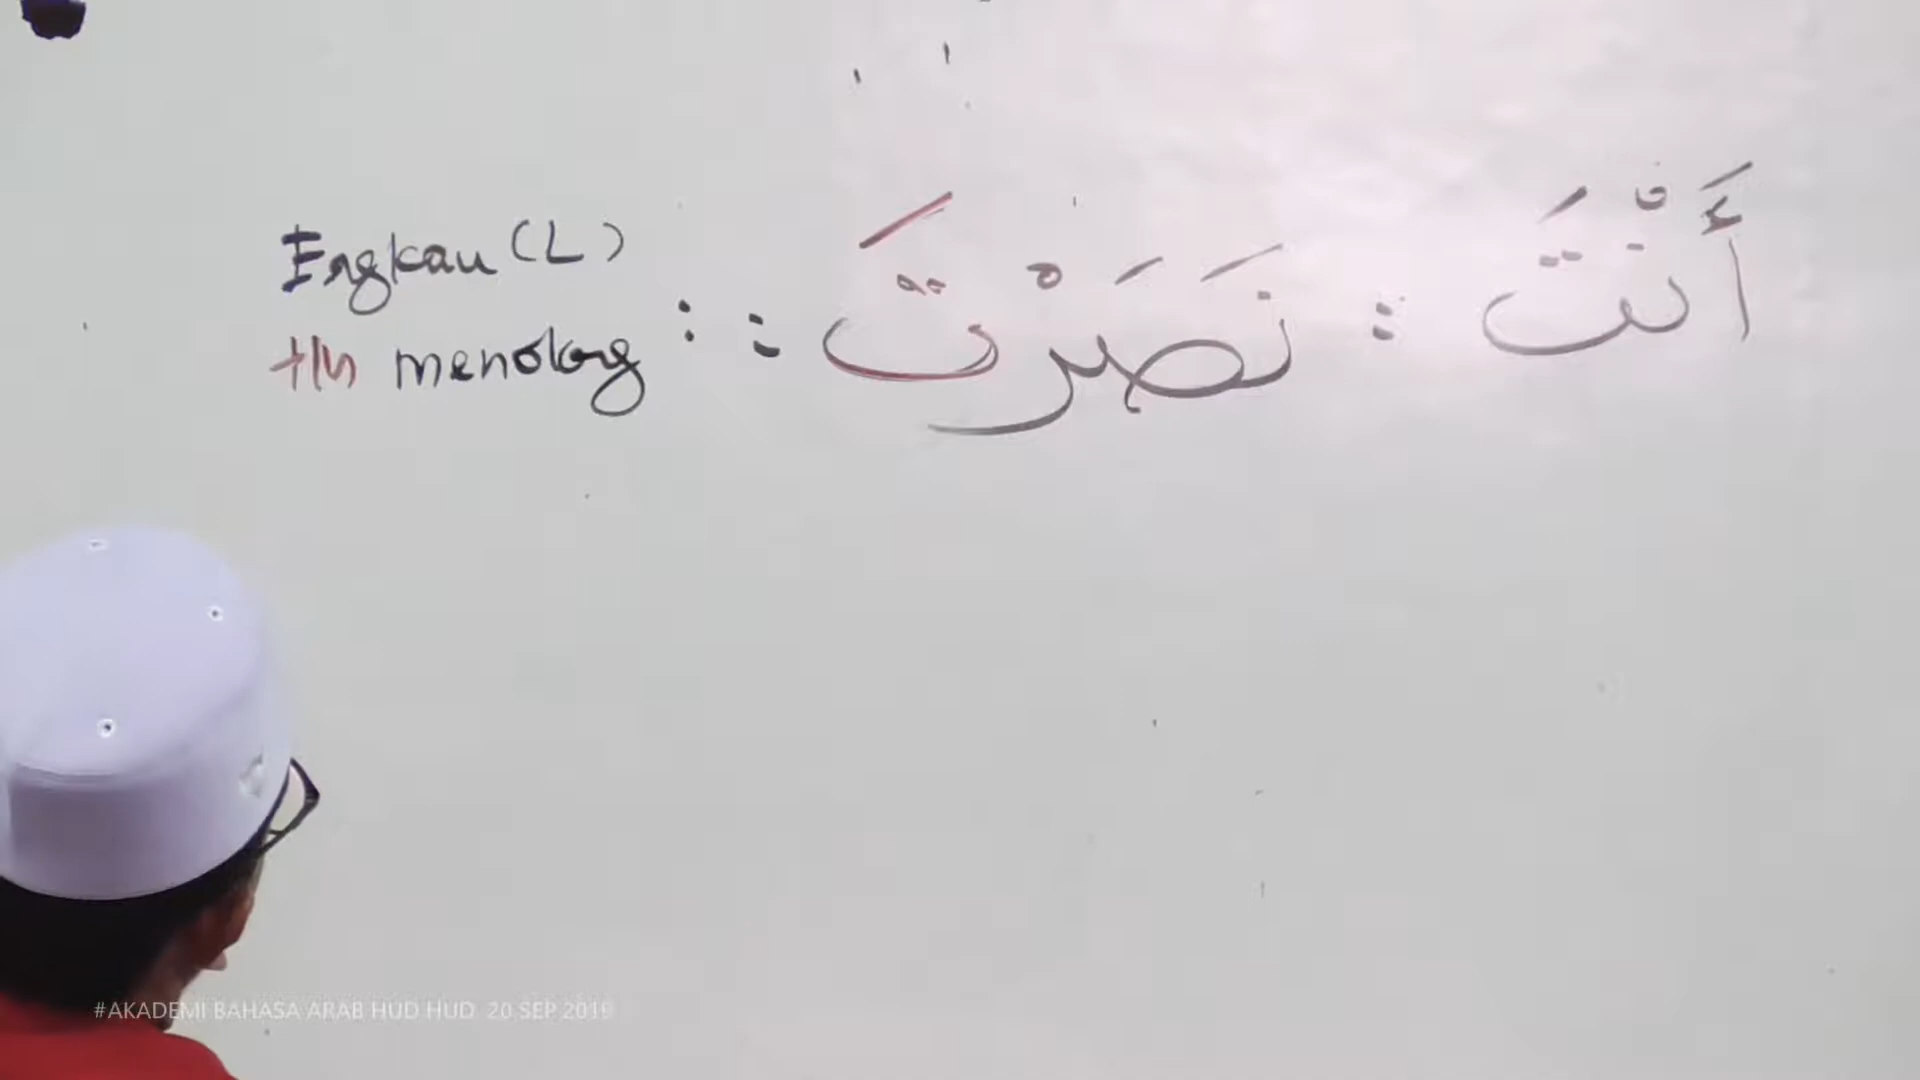 أَنْتَ : نَصَرْتَ : : Engkau (L)
tlh menolong
#AKADEMI BAHASA ARAB HUD HUD 20 SEP 2019